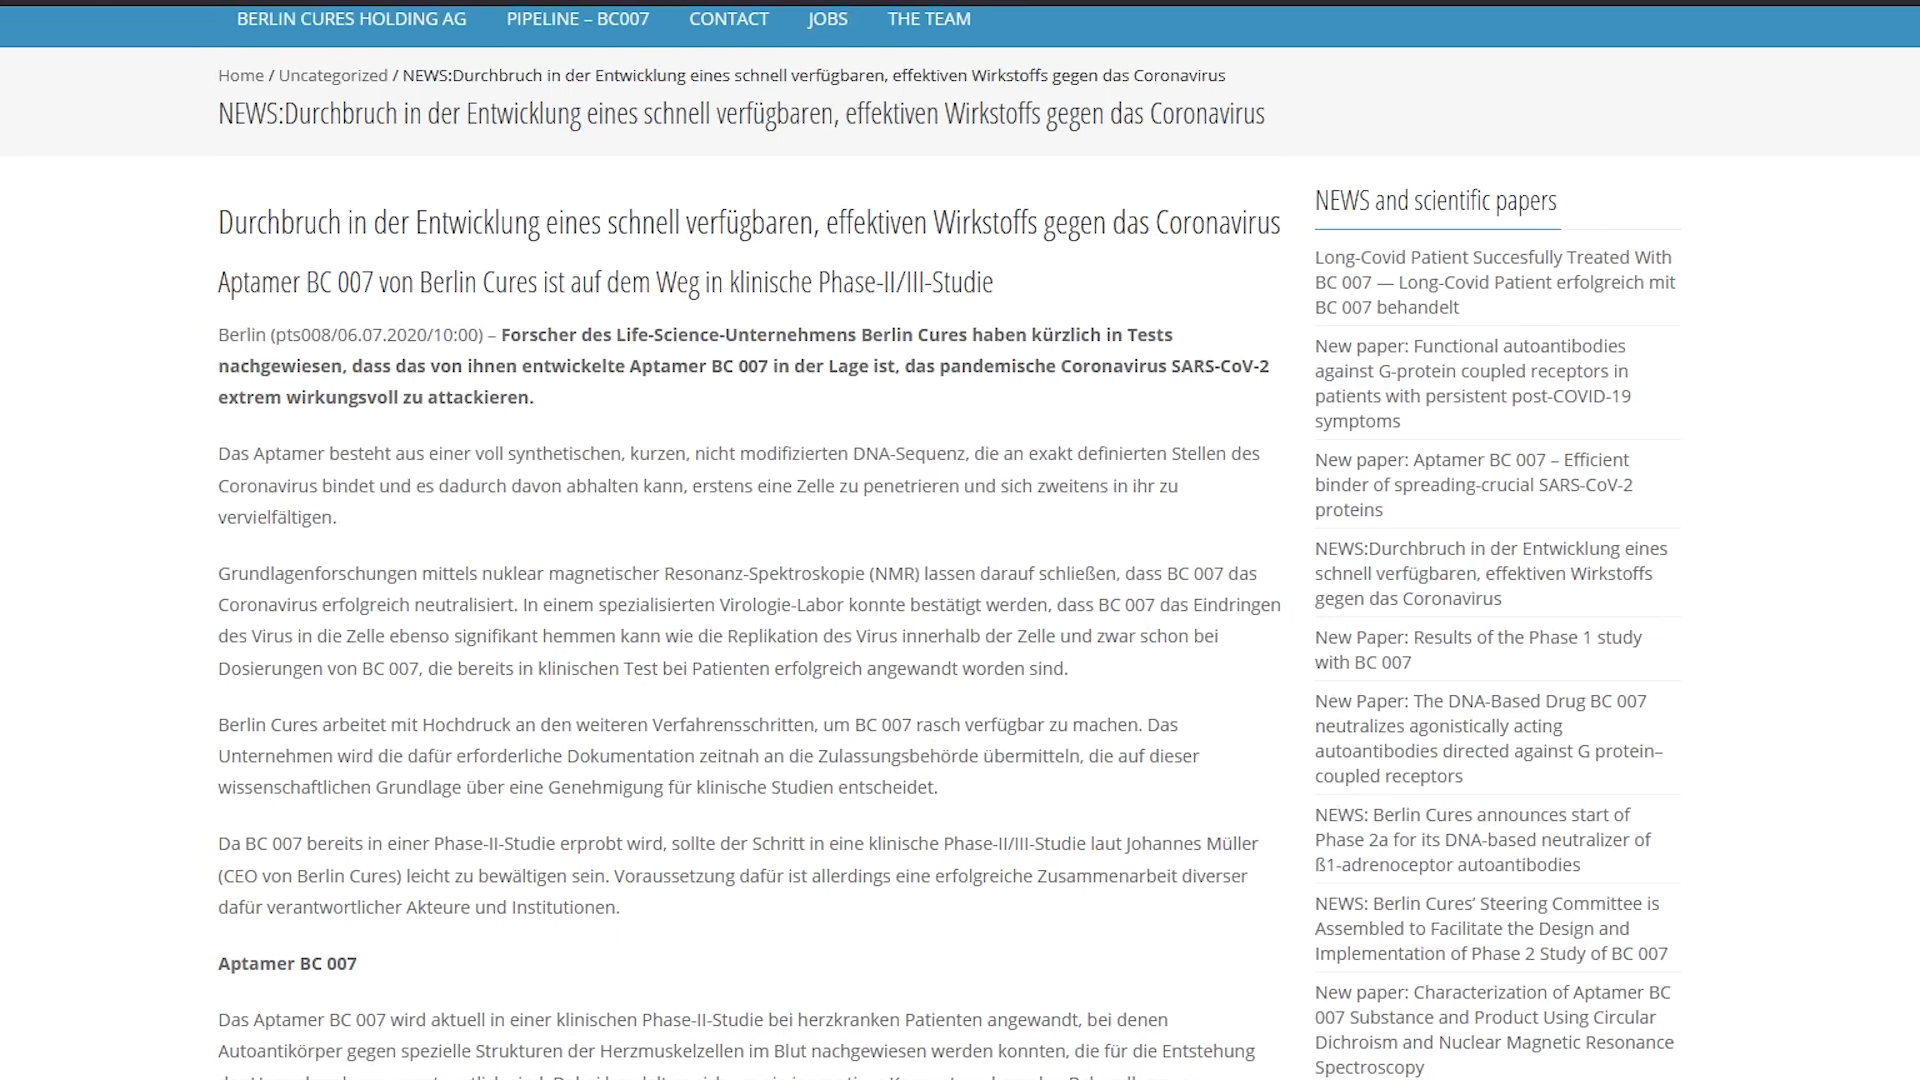 BERLIN CURES HOLDING AG PIPELINE – BC007 CONTACT JOBS THE TEAM
Home / Uncategorized / NEWS:Durchbruch in der Entwicklung eines schnell verfügbaren, effektiven Wirkstoffs gegen das Coronavirus
NEWS:Durchbruch in der Entwicklung eines schnell verfügbaren, effektiven Wirkstoffs gegen das Coronavirus
Durchbruch in der Entwicklung eines schnell verfügbaren, effektiven Wirkstoffs gegen das Coronavirus
Aptamer BC 007 von Berlin Cures ist auf dem Weg in klinische Phase-II/III-Studie
Berlin (pts008/06.07.2020/10:00) – Forscher des Life-Science-Unternehmens Berlin Cures haben kürzlich in Tests
nachgewiesen, dass das von ihnen entwickelte Aptamer BC 007 in der Lage ist, das pandemische Coronavirus SARS-CoV-2
extrem wirkungsvoll zu attackieren.
Das Aptamer besteht aus einer voll synthetischen, kurzen, nicht modifizierten DNA-Sequenz, die an exakt definierten Stellen des
Coronavirus bindet und es dadurch davon abhalten kann, erstens eine Zelle zu penetrieren und sich zweitens in ihr zu
vervielfältigen.
Grundlagenforschungen mittels nuklear magnetischer Resonanz-Spektroskopie (NMR) lassen darauf schließen, dass BC 007 das
Coronavirus erfolgreich neutralisiert. In einem spezialisierten Virologie-Labor konnte bestätigt werden, dass BC 007 das Eindringen
des Virus in die Zelle ebenso signifikant hemmen kann wie die Replikation des Virus innerhalb der Zelle und zwar schon bei
Dosierungen von BC 007, die bereits in klinischen Test bei Patienten erfolgreich angewandt worden sind.
Berlin Cures arbeitet mit Hochdruck an den weiteren Verfahrensschritten, um BC 007 rasch verfügbar zu machen. Das
Unternehmen wird die dafür erforderliche Dokumentation zeitnah an die Zulassungsbehörde übermitteln, die auf dieser
wissenschaftlichen Grundlage über eine Genehmigung für klinische Studien entscheidet.
Da BC 007 bereits in einer Phase-II-Studie erprobt wird, sollte der Schritt in eine klinische Phase-II/III-Studie laut Johannes Müller
(CEO von Berlin Cures) leicht zu bewältigen sein. Voraussetzung dafür ist allerdings eine erfolgreiche Zusammenarbeit diverser
dafür verantwortlicher Akteure und Institutionen.
Aptamer BC 007
Das Aptamer BC 007 wird aktuell in einer klinischen Phase-II-Studie bei herzkranken Patienten angewandt, bei denen
Autoantikörper gegen spezielle Strukturen der Herzmuskelzellen im Blut nachgewiesen werden konnten, die für die Entstehung
NEWS and scientific papers
Long-Covid Patient Succesfully Treated With
BC 007 — Long-Covid Patient erfolgreich mit
BC 007 behandelt
New paper: Functional autoantibodies
against G-protein coupled receptors in
patients with persistent post-COVID-19
symptoms
New paper: Aptamer BC 007 – Efficient
binder of spreading-crucial SARS-CoV-2
proteins
NEWS:Durchbruch in der Entwicklung eines
schnell verfügbaren, effektiven Wirkstoffs
gegen das Coronavirus
New Paper: Results of the Phase 1 study
with BC 007
New Paper: The DNA-Based Drug BC 007
neutralizes agonistically acting
autoantibodies directed against G protein–
coupled receptors
NEWS: Berlin Cures announces start of
Phase 2a for its DNA-based neutralizer of
ß1-adrenoceptor autoantibodies
NEWS: Berlin Cures’ Steering Committee is
Assembled to Facilitate the Design and
Implementation of Phase 2 Study of BC 007
New paper: Characterization of Aptamer BC
007 Substance and Product Using Circular
Dichroism and Nuclear Magnetic Resonance
Spectroscopy